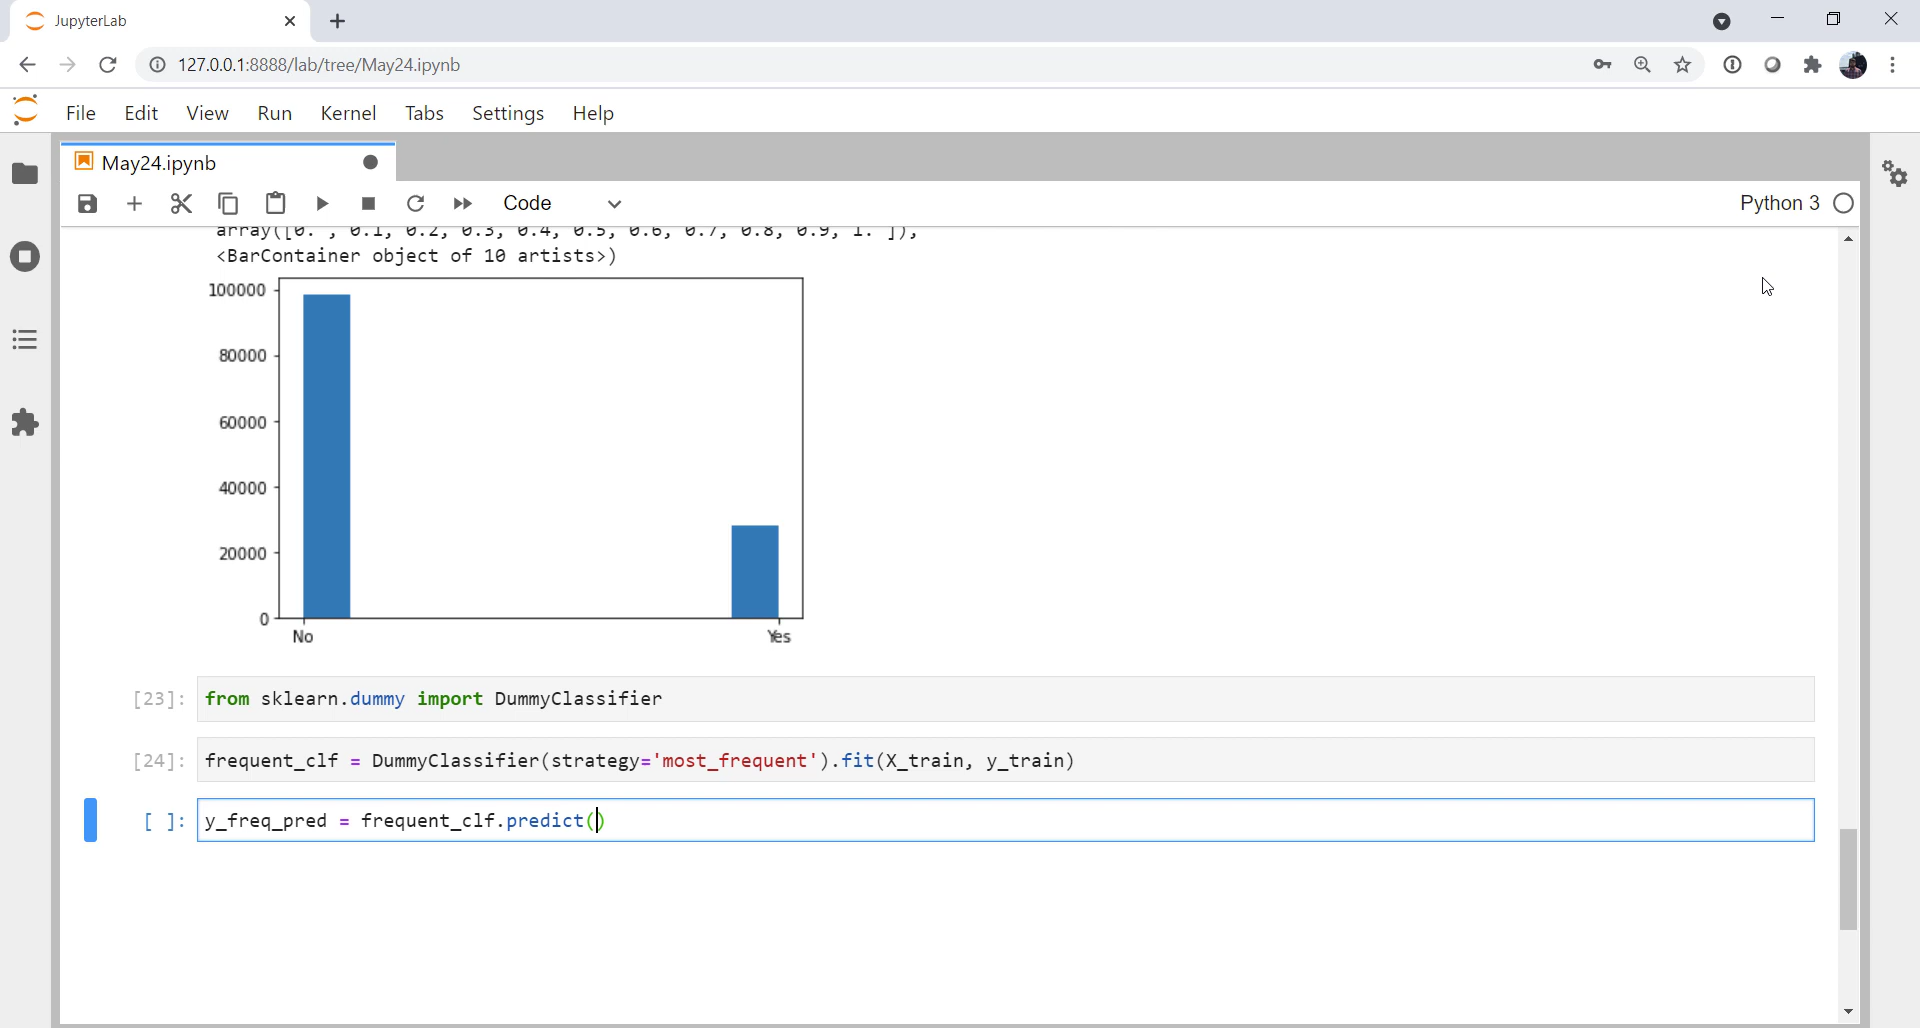 JupyterLab
127.0.0.1:8888/lab/tree/May24.ipynb
File Edit View Run Kernel Tabs Settings Help
May24.ipynb
Code
Python 3
array([0. , 0.1, 0.2, 0.3, 0.4, 0.5, 0.6, 0.7, 0.8, 0.9, 1. ]),
<BarContainer object of 10 artists>)
100000
80000
60000
40000
20000
0
No Yes
[23]: from sklearn.dummy import DummyClassifier
[24]: frequent_clf = DummyClassifier(strategy='most_frequent').fit(X_train, y_train)
[ ]: y_freq_pred = frequent_clf.predict()